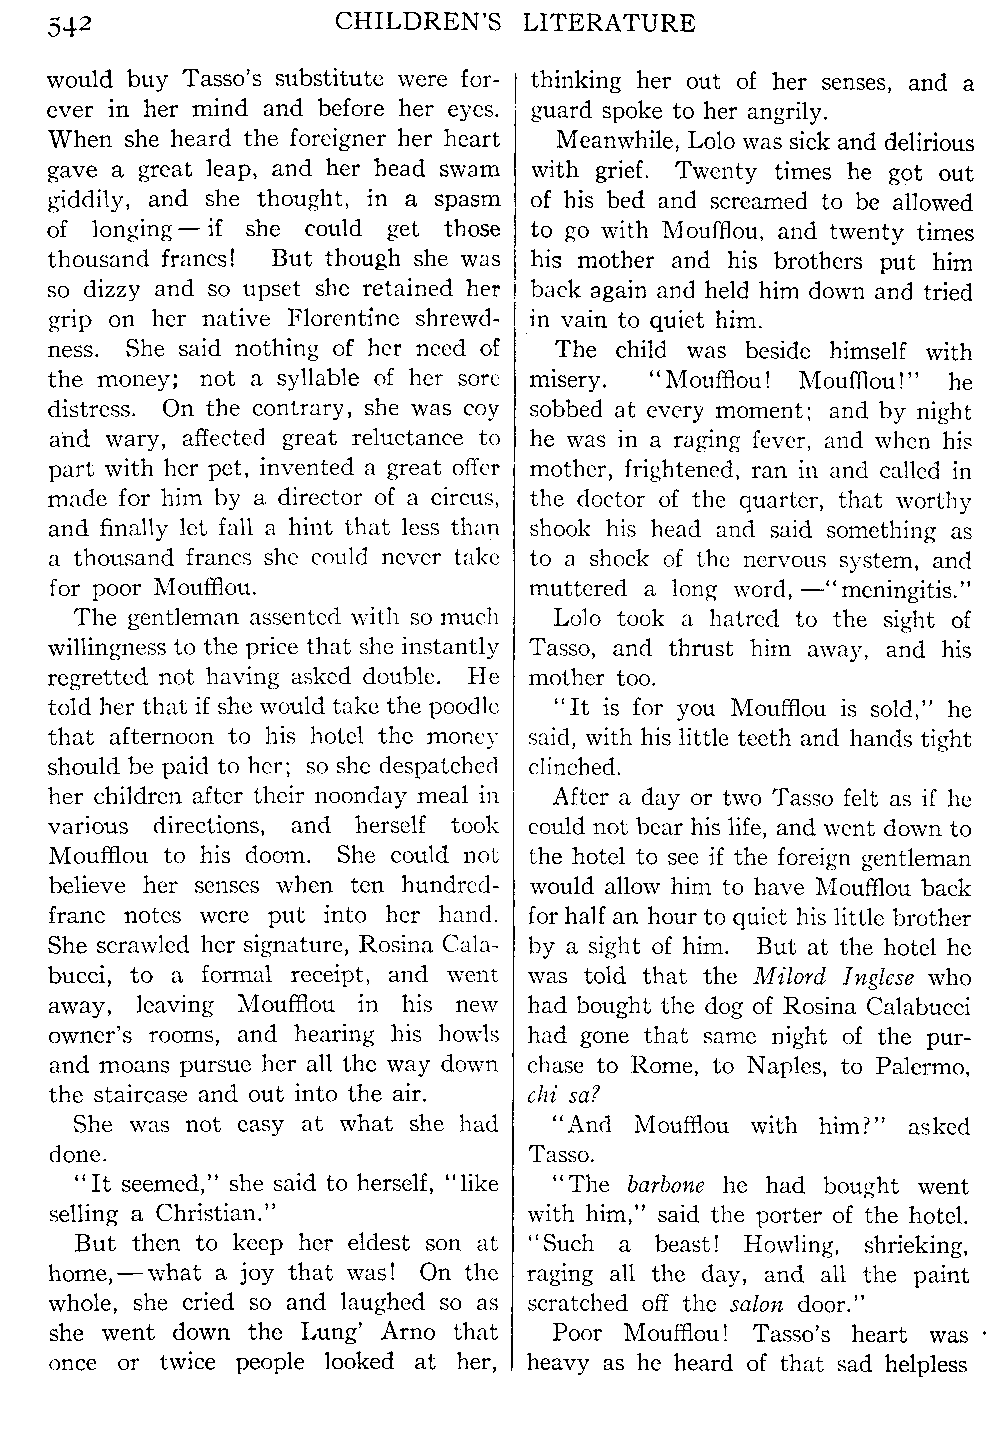 542 CHILDREN'S LITERATURE
would buy Tasso's substitute were for-
ever in her mind and before her eyes.
When she heard the foreigner her heart
gave a great leap, and her head swam
giddily, and she thought, in a spasm
of longing—if she could get those
thousand francs! But though she was
so dizzy and so upset she retained her
grip on her native Florentine shrewd-
ness. She said nothing of her need of
the money; not a syllable of her sore
distress. On the contrary, she was coy
and wary, affected great reluctance to
part with her pet, invented a great offer
made for him by a director of a circus,
and finally let fall a hint that less than
a thousand francs she could never take
for poor Moufflou.
The gentleman assented with so much
willingness to the price that she instantly
regretted not having asked double. He
told her that if she would take the poodle
that afternoon to his hotel the money
should be paid to her; so she despatched
her children after their noonday meal in
various directions, and herself took
Moufflou to his doom. She could not
believe her senses when ten hundred-
franc notes were put into her hand.
She scrawled her signature, Rosina Cala-
bucci, to a formal receipt, and went
away, leaving Moufflou in his new
owner's rooms, and hearing his howls
and moans pursue her all the way down
the staircase and out into the air.
She was not easy at what she had
done.
"It seemed," she said to herself, "like
selling a Christian."
But then to keep her eldest son at
home,—what a joy that was! On the
whole, she cried so and laughed so as
she went down the Lung' Arno that
once or twice people looked at her,
thinking her out of her senses, and a
guard spoke to her angrily.
Meanwhile, Lolo was sick and delirious
with grief. Twenty times he got out
of his bed and screamed to be allowed
to go with Moufflou, and twenty times
his mother and his brothers put him
back again and held him down and tried
in vain to quiet him.
The child was beside himself with
misery. "Moufflou! Moufflou!" he
sobbed at every moment; and by night
he was in a raging fever, and when his
mother, frightened, ran in and called in
the doctor of the quarter, that worthy
shook his head and said something as
to a shock of the nervous system, and
muttered a long word,—"meningitis."
Lolo took a hatred to the sight of
Tasso, and thrust him away, and his
mother too.
"It is for you Moufflou is sold," he
said, with his little teeth and hands tight
clinched.
After a day or two Tasso felt as if he
could not bear his life, and went down to
the hotel to see if the foreign gentleman
would allow him to have Moufflou back
for half an hour to quiet his little brother
by a sight of him. But at the hotel he
was told that the Milord Inglese who
had bought the dog of Rosina Calabucci
had gone that same night of the pur-
chase to Rome, to Naples, to Palermo,
chi sa?
"And Moufflou with him?" asked
Tasso.
"The barbone he had bought went
with him," said the porter of the hotel.
"Such a beast! Howling, shrieking,
raging all the day, and all the paint
scratched off the salon door."
Poor Moufflou! Tasso's heart was
heavy as he heard of that sad helpless